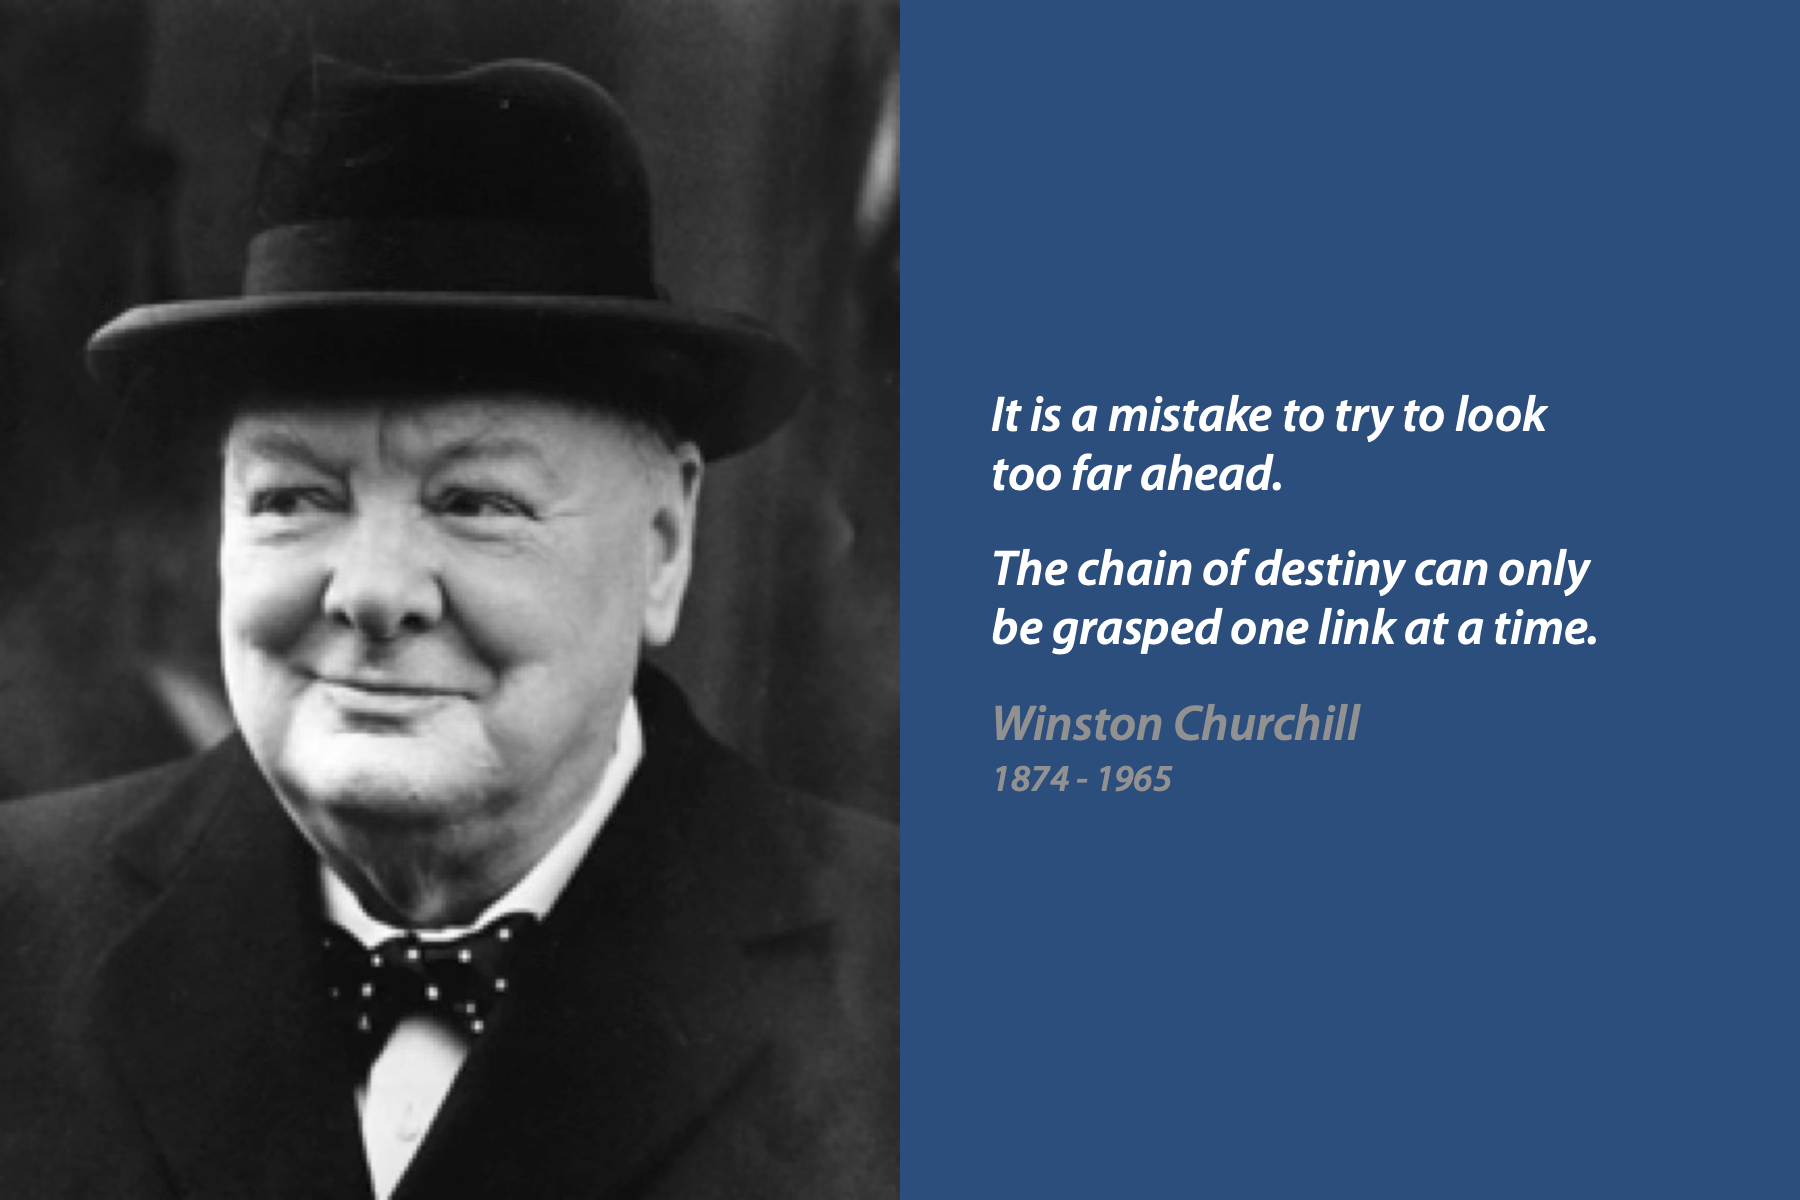 It is a mistake to try to look
too far ahead.
The chain of destiny can only
be grasped one link at a time.
Winston Churchill
1874 - 1965